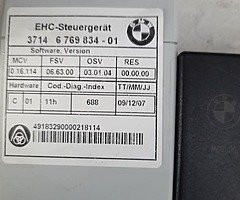 EHC-Steuergerät
3714 6 769 834 - 01
Software, Version
MCV FSV OSV RES
0.16.114 06.63.00 03.01.04 00.00.00
Hardware Cod.-Diag.-Index TT/MM/JJ
C 01 11h 688 09/12/07
49183290000218114